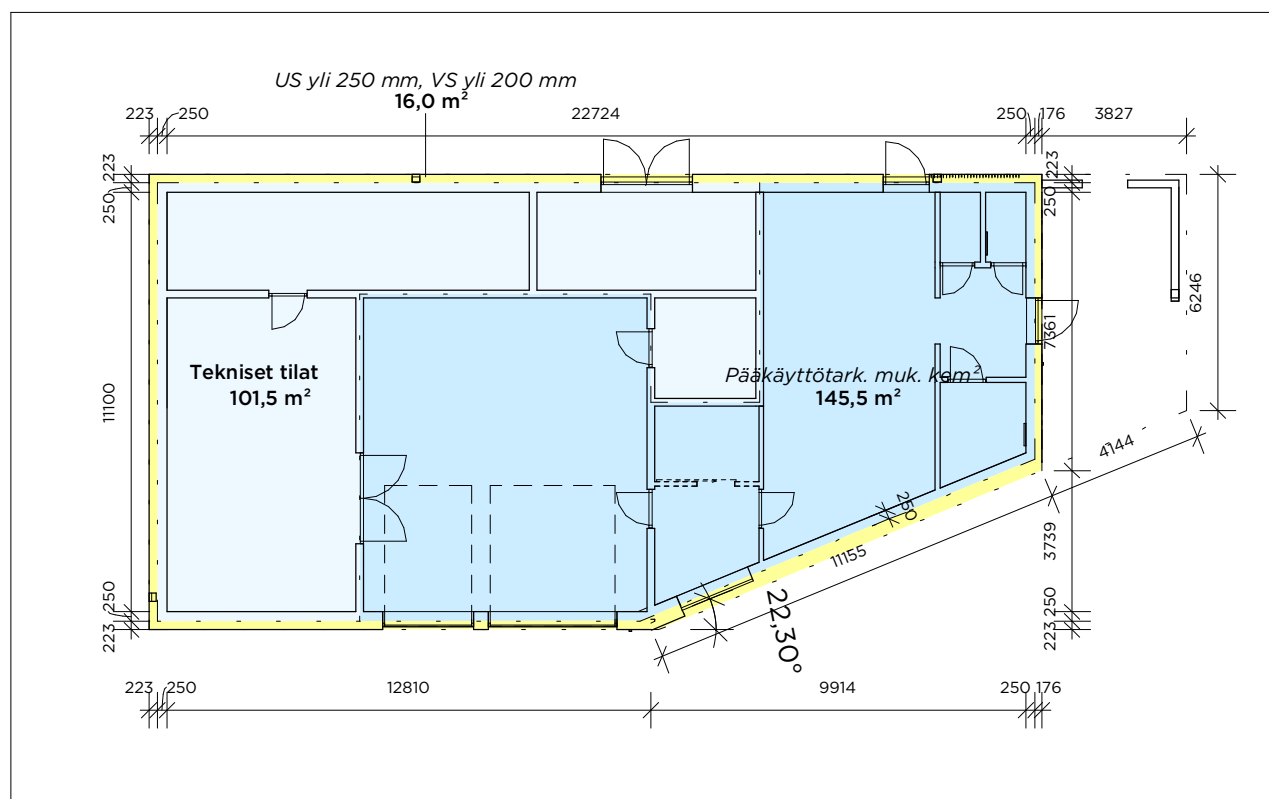 US yli 250 mm, VS yli 200 mm
16,0 m²
223 250 22724 250 176 3827
223
250
223
250
6246
7361
11100
Tekniset tilat
101,5 m²
Pääkäyttötark. muk. kem²
145,5 m²
4144
250
11155
3739
22,30°
250
223
250
223
223 250 12810 9914 250 176